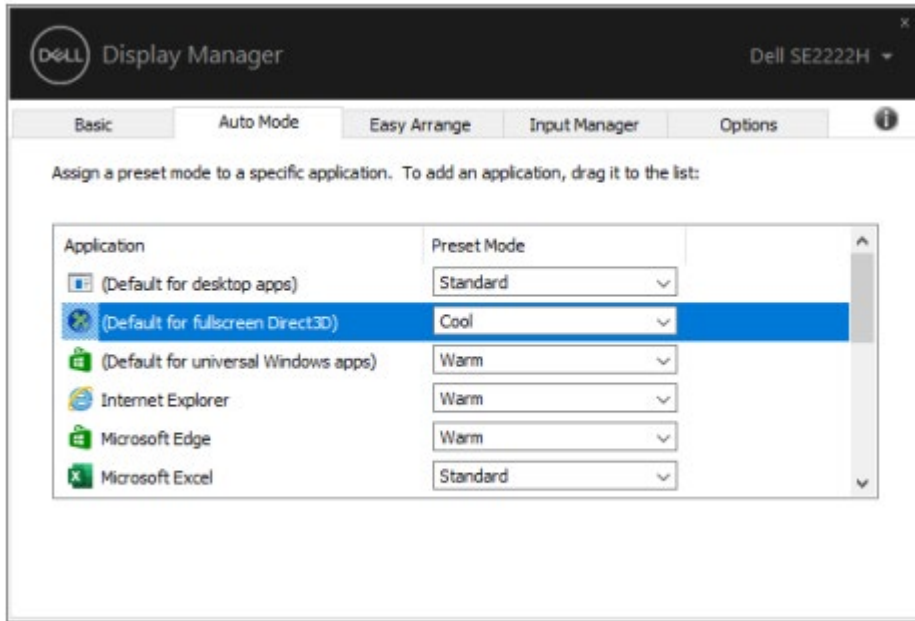 DELL Display Manager
Dell SE2222H
Basic Auto Mode Easy Arrange Input Manager Options
Assign a preset mode to a specific application. To add an application, drag it to the list:
Application Preset Mode
(Default for desktop apps) Standard
(Default for fullscreen Direct3D) Cool
(Default for universal Windows apps) Warm
Internet Explorer Warm
Microsoft Edge Warm
Microsoft Excel Standard